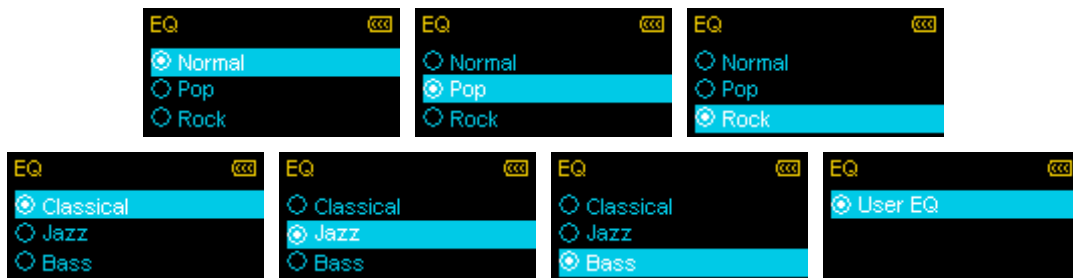 EQ
Normal
Pop
Rock
EQ
Normal
Pop
Rock
EQ
Normal
Pop
Rock
EQ
Classical
Jazz
Bass
EQ
Classical
Jazz
Bass
EQ
Classical
Jazz
Bass
EQ
User EQ